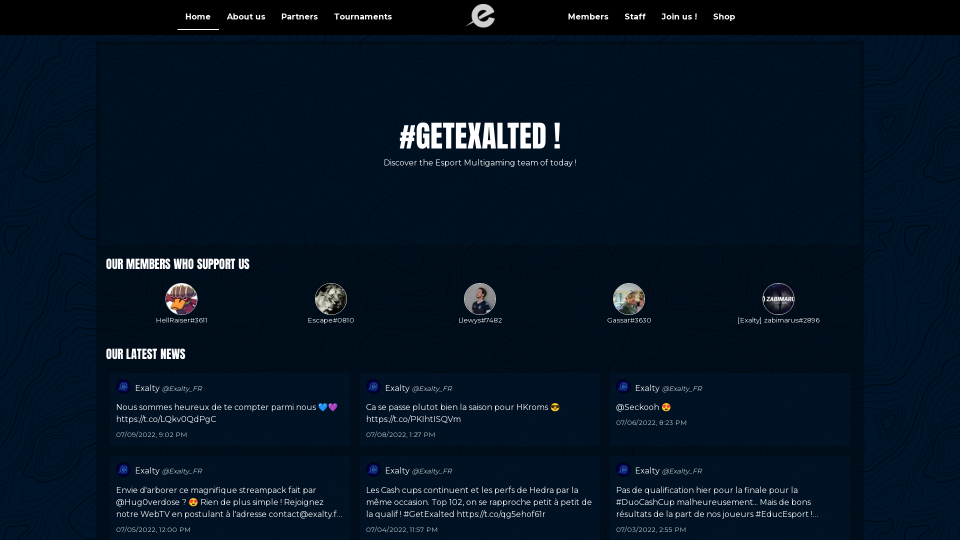 Home About us Partners Tournaments Members Staff Join us ! Shop
#GETEXALTED !
Discover the Esport Multigaming team of today !
OUR MEMBERS WHO SUPPORT US
HellRaiser#3611 Escape#0810 Llewys#7482 Gassar#3630 [Exalty] zabimarus#2896
OUR LATEST NEWS
Exalty @Exalty_FR
Nous sommes heureux de te compter parmi nous 💙💜
https://t.co/LQkv0QdPgC
07/09/2022, 9:02 PM
Exalty @Exalty_FR
Ca se passe plutot bien la saison pour HKroms 😎
https://t.co/PKIhtISQVm
07/08/2022, 1:27 PM
Exalty @Exalty_FR
@Seckooh 😍
07/06/2022, 8:23 PM
Exalty @Exalty_FR
Envie d'arborer ce magnifique streampack fait par
@Hug0verdose ? 😍 Rien de plus simple ! Rejoignez
notre WebTV en postulant à l'adresse contact@exalty.f...
07/05/2022, 12:00 PM
Exalty @Exalty_FR
Les Cash cups continuent et les perfs de Hedra par la
même occasion. Top 102, on se rapproche petit à petit de
la qualif ! #GetExalted https://t.co/qg5ehof61r
07/04/2022, 11:57 PM
Exalty @Exalty_FR
Pas de qualification hier pour la finale pour la
#DuoCashCup malheureusement... Mais de bons
résultats de la part de nos joueurs #EducEsport !...
07/03/2022, 2:55 PM